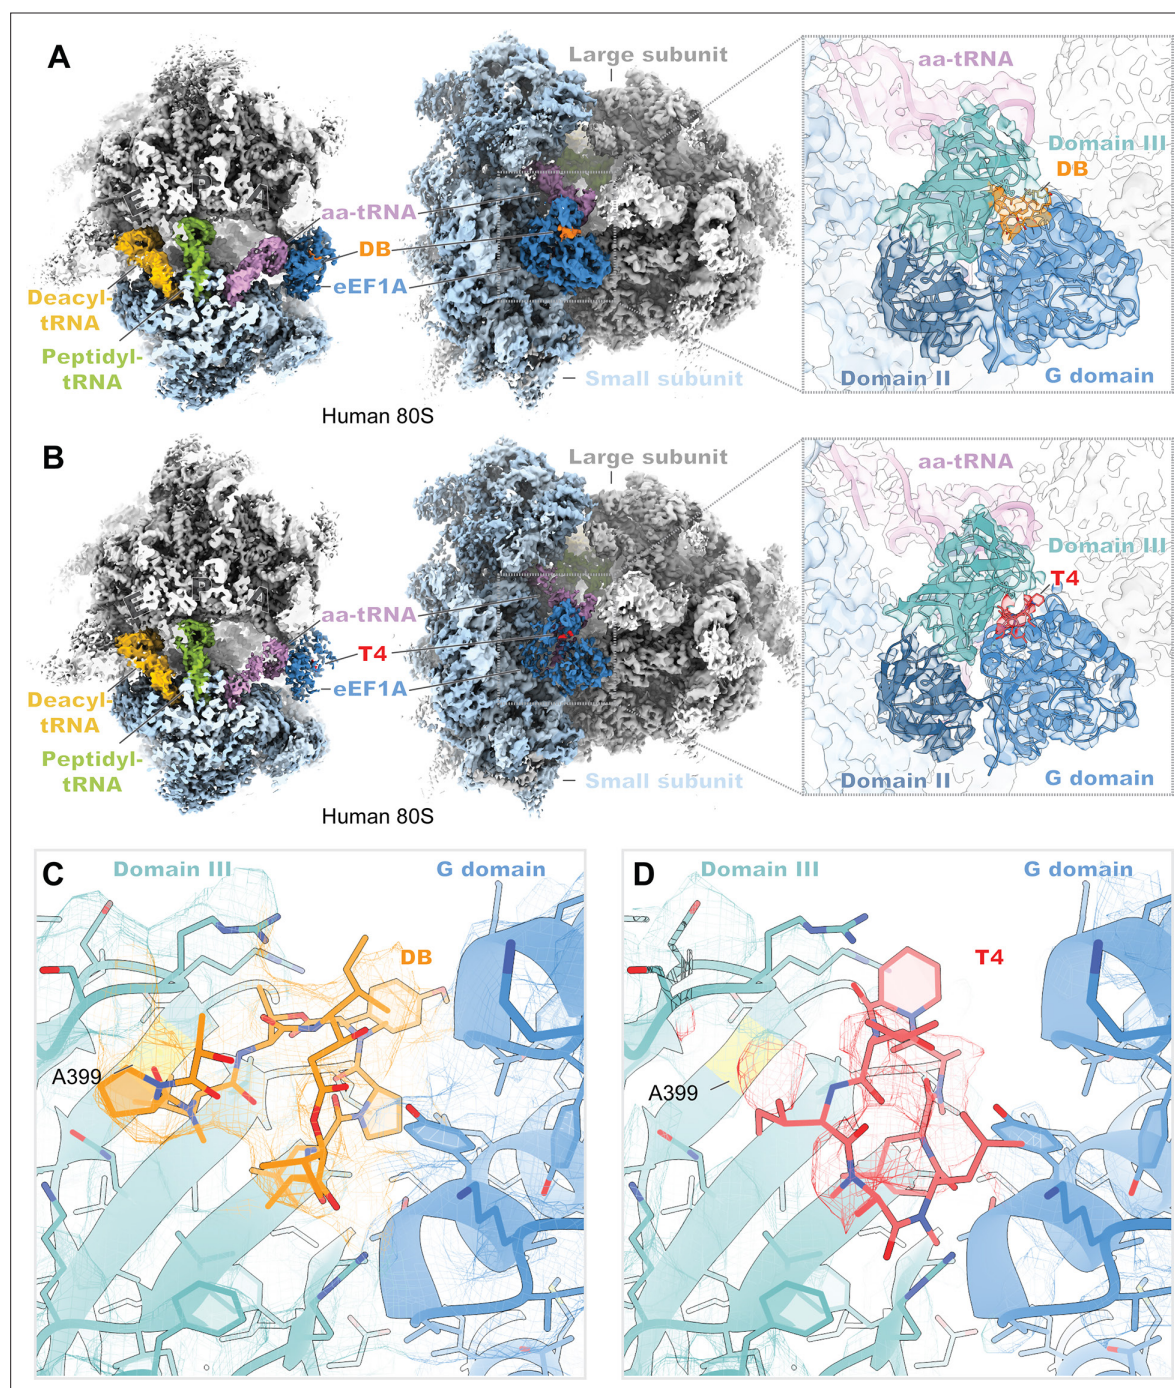 A
Large subunit
aa-tRNA
Domain III
DB
E
P
A
aa-tRNA
DB
eEF1A
Deacyl-
tRNA
Peptidyl-
tRNA
Small subunit
Domain II
G domain
Human 80S
B
Large subunit
aa-tRNA
Domain III
T4
E
P
A
aa-tRNA
T4
eEF1A
Deacyl-
tRNA
Peptidyl-
tRNA
Small subunit
Domain II
G domain
Human 80S
C
Domain III
G domain
DB
A399
D
Domain III
G domain
T4
A399